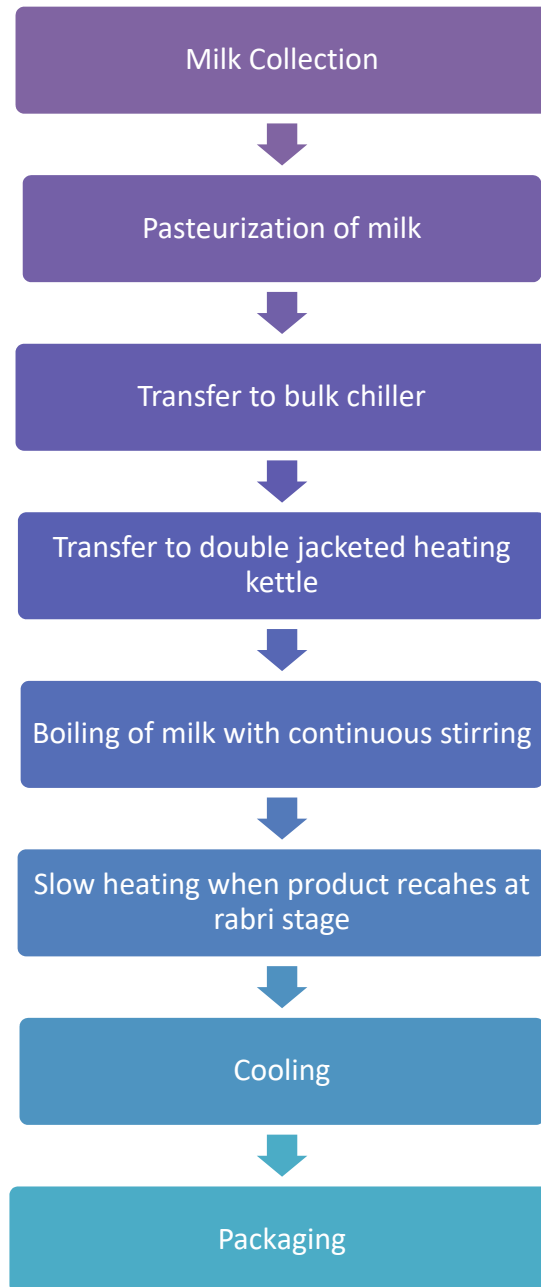 Milk Collection
Pasteurization of milk
Transfer to bulk chiller
Transfer to double jacketed heating
kettle
Boiling of milk with continuous stirring
Slow heating when product recahes at
rabri stage
Cooling
Packaging